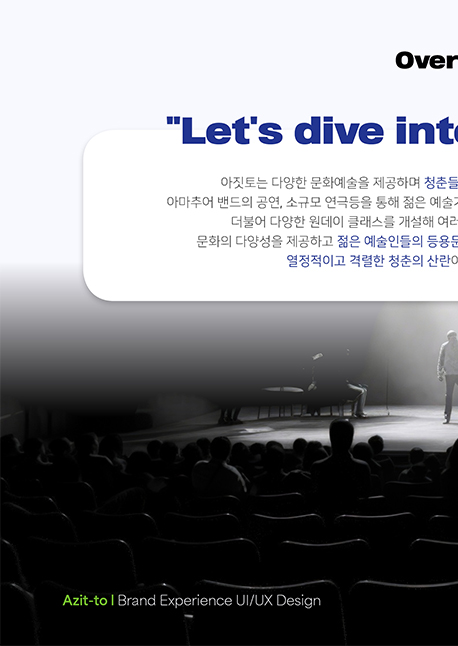 Over
"Let's dive int
아짓토는 다양한 문화예술을 제공하며 청춘들
아마추어 밴드의 공연, 소규모 연극등을 통해 젊은 예술가
더불어 다양한 원데이 클래스를 개설해 여러
문화의 다양성을 제공하고 젊은 예술인들의 등용문
열정적이고 격렬한 청춘의 산란
Azit-to | Brand Experience UI/UX Design